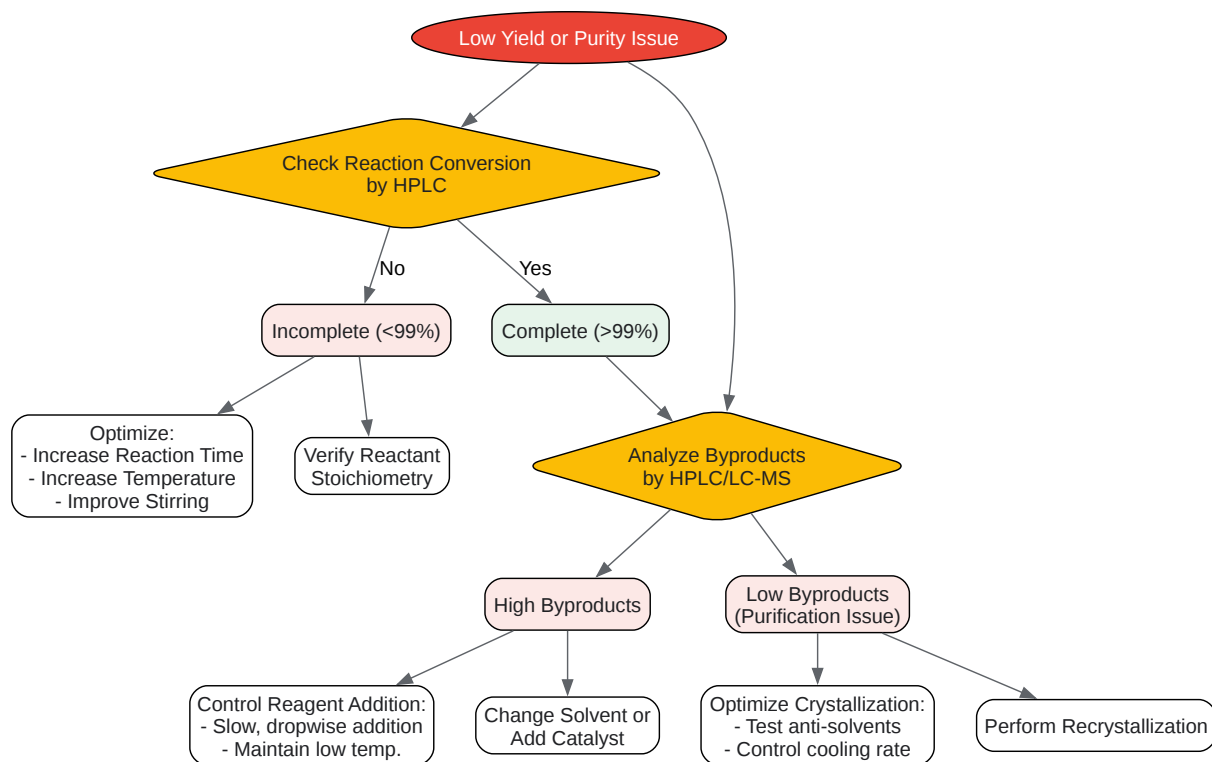 Low Yield or Purity Issue
Check Reaction Conversion
by HPLC
No
Yes
Incomplete (<99%)
Complete (>99%)
Optimize:
- Increase Reaction Time
- Increase Temperature
- Improve Stirring
Verify Reactant
Stoichiometry
Analyze Byproducts
by HPLC/LC-MS
High Byproducts
Low Byproducts
(Purification Issue)
Control Reagent Addition:
- Slow, dropwise addition
- Maintain low temp.
Change Solvent or
Add Catalyst
Optimize Crystallization:
- Test anti-solvents
- Control cooling rate
Perform Recrystallization